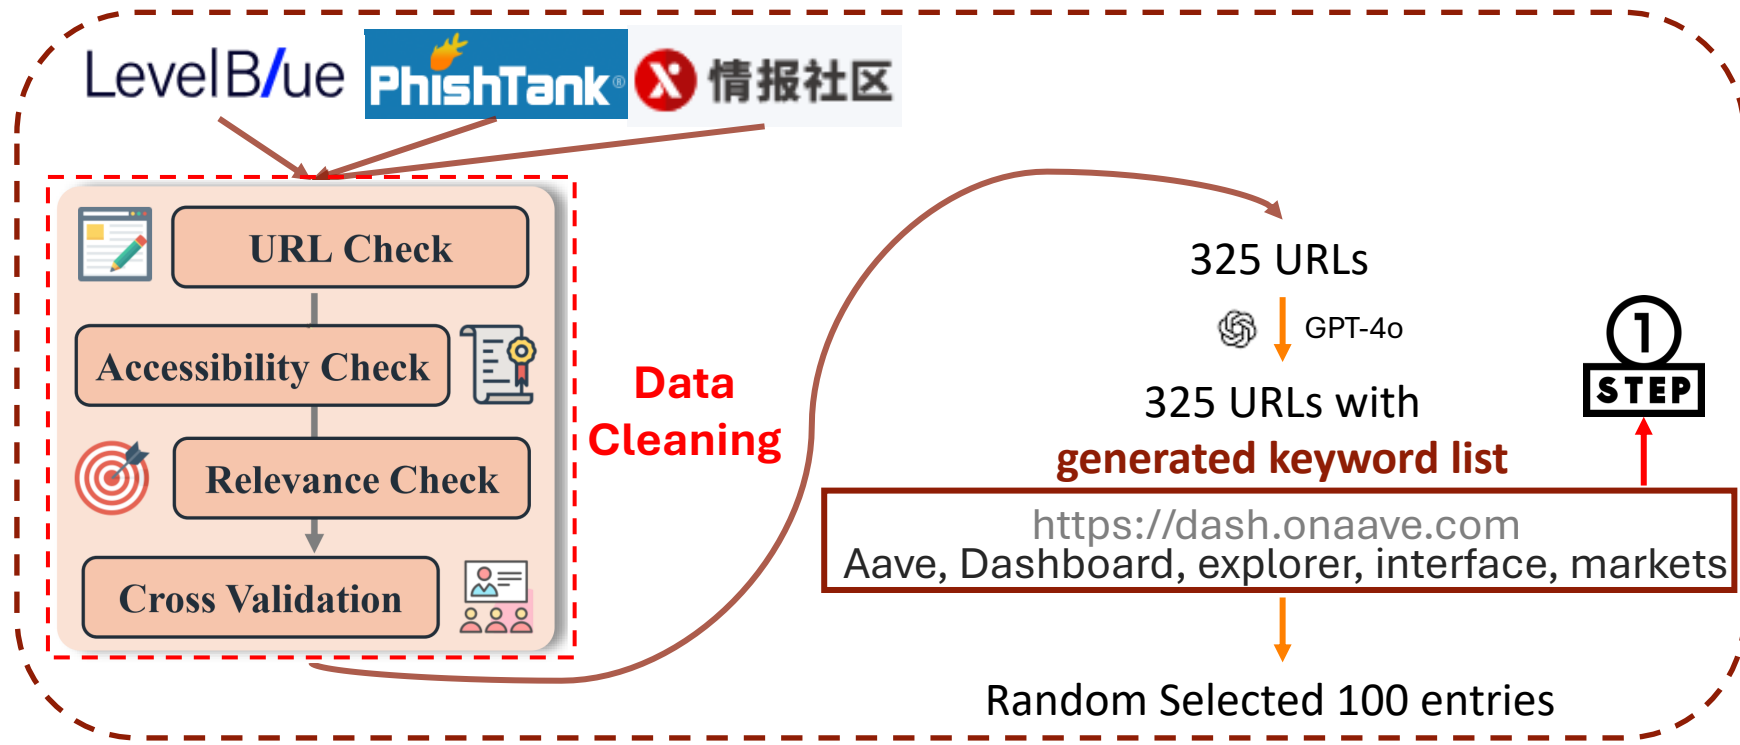 LevelBlue
PhishTank®
情报社区
URL Check
Accessibility Check
Relevance Check
Cross Validation
Data
Cleaning
325 URLs
GPT-4o
325 URLs with
generated keyword list
https://dash.onaave.com
Aave, Dashboard, explorer, interface, markets
Random Selected 100 entries
1
STEP